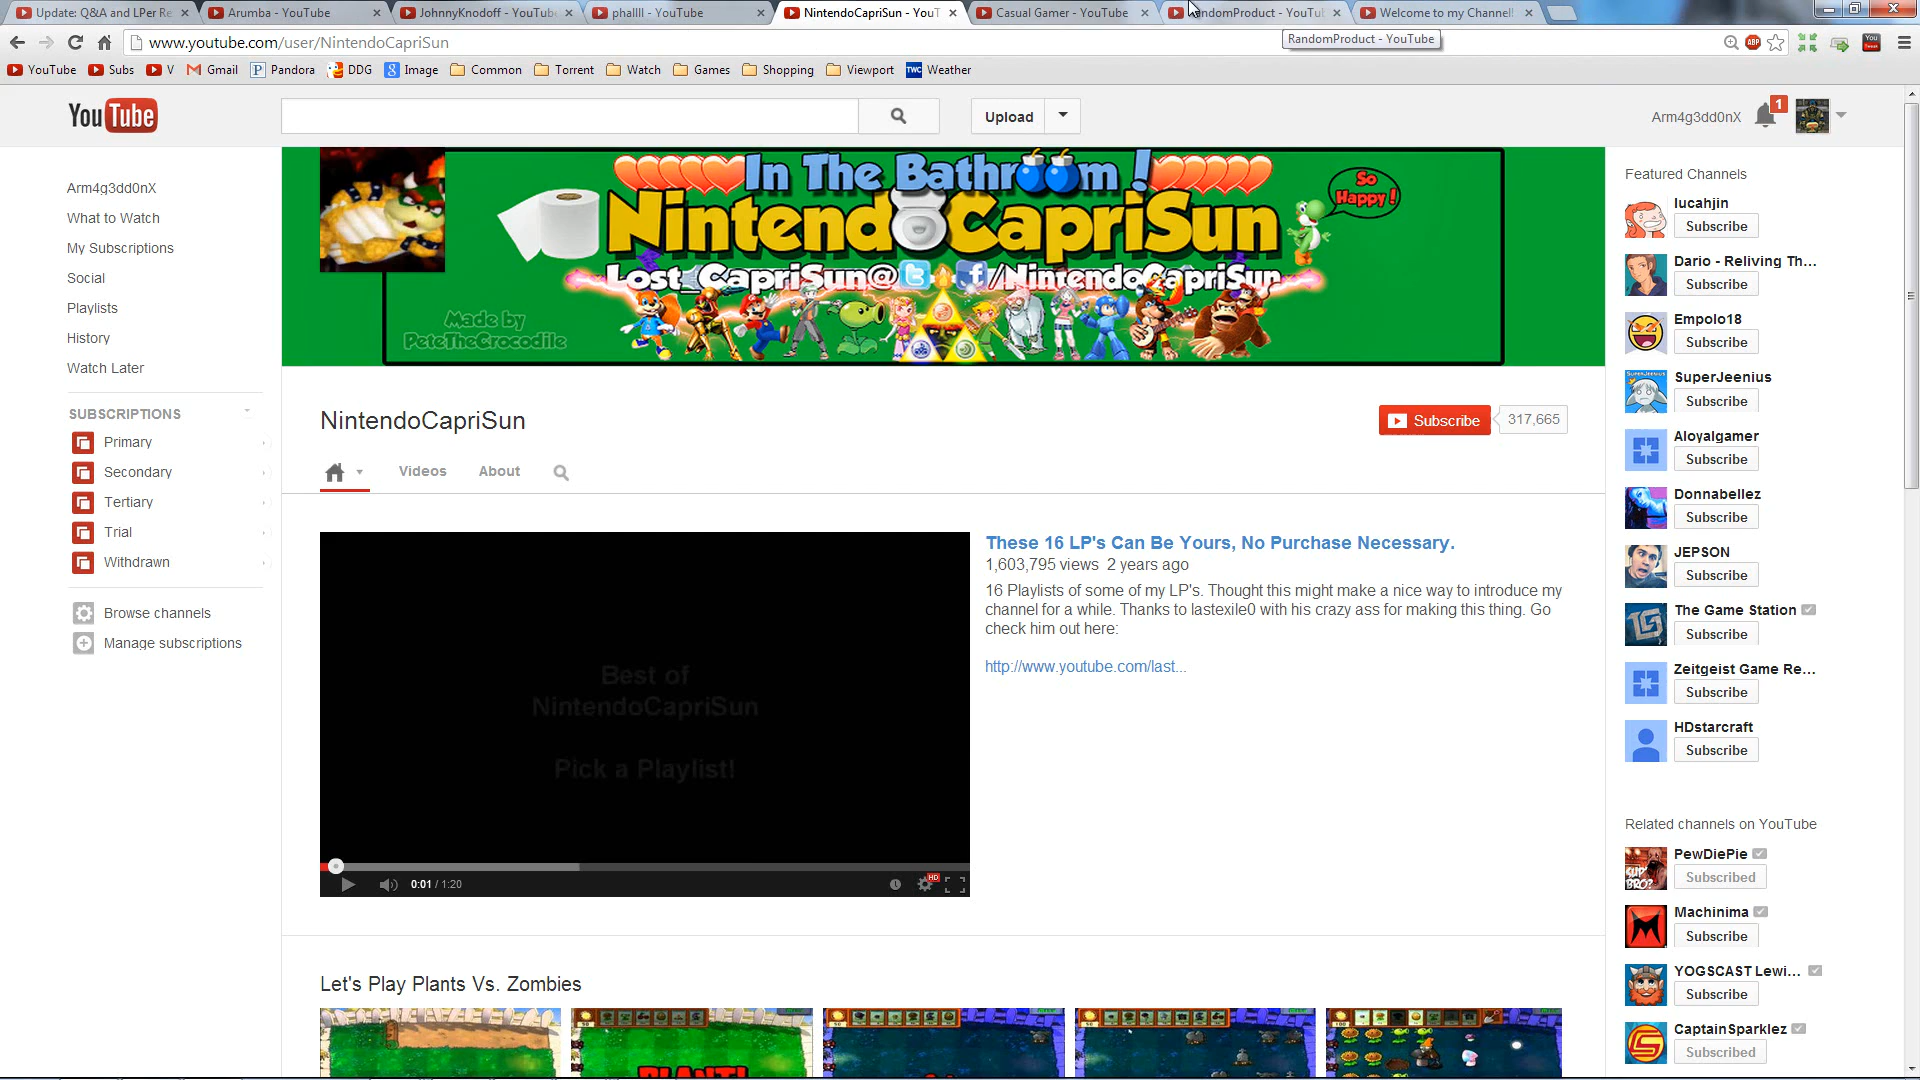 Update: Q&A and LPer Re
Arumba - YouTube
JohnnyKnodoff - YouTube
phallll - YouTube
NintendoCapriSun - YouT
Casual Gamer - YouTube
ndomProduct - YouTu
Welcome to my Channel!
www.youtube.com/user/NintendoCapriSun
RandomProduct - YouTube
ABP
YouTube
Subs
V
Gmail
Pandora
DDG
Image
Common
Torrent
Watch
Games
Shopping
Viewport
TWC Weather
YouTube
Upload
Arm4g3dd0nX
1
Arm4g3dd0nX
What to Watch
My Subscriptions
Social
Playlists
History
Watch Later
SUBSCRIPTIONS
Primary
Secondary
Tertiary
Trial
Withdrawn
Browse channels
Manage subscriptions
In The Bathroom!
NintendoCapriSun
So Happy!
Lost_CapriSun@ /NintendoCapriSun
Made by
PeteTheCrocodile
NintendoCapriSun
Subscribe 317,665
Videos
About
Best of
NintendoCapriSun
Pick a Playlist!
0:01 / 1:20
HD
These 16 LP's Can Be Yours, No Purchase Necessary.
1,603,795 views 2 years ago
16 Playlists of some of my LP's. Thought this might make a nice way to introduce my
channel for a while. Thanks to lastexile0 with his crazy ass for making this thing. Go
check him out here:
http://www.youtube.com/last...
Let's Play Plants Vs. Zombies
PLANT!
Featured Channels
lucahjin
Subscribe
Dario - Reliving Th...
Subscribe
Empolo18
Subscribe
SuperJeenius
Subscribe
Aloyalgamer
Subscribe
Donnabellez
Subscribe
JEPSON
Subscribe
The Game Station
Subscribe
Zeitgeist Game Re...
Subscribe
HDstarcraft
Subscribe
Related channels on YouTube
PewDiePie
Subscribed
Machinima
Subscribe
YOGSCAST Lewi...
Subscribe
CaptainSparklez
Subscribed